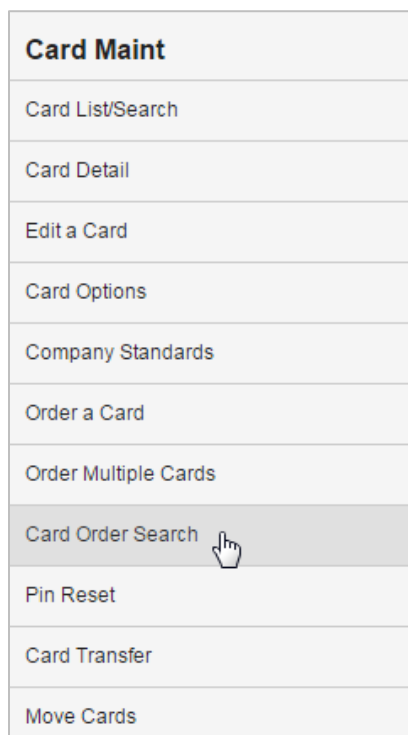 Card Maint
Card List/Search
Card Detail
Edit a Card
Card Options
Company Standards
Order a Card
Order Multiple Cards
Card Order Search
Pin Reset
Card Transfer
Move Cards